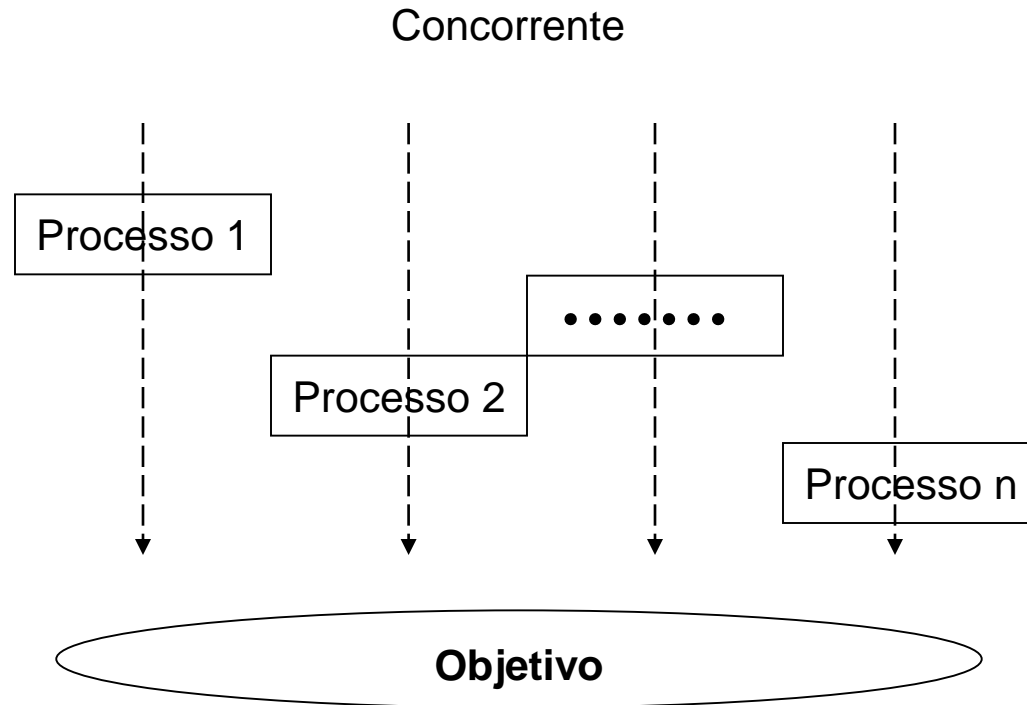 Concorrente
Processo 1
•••••••
Processo 2
Processo n
Objetivo